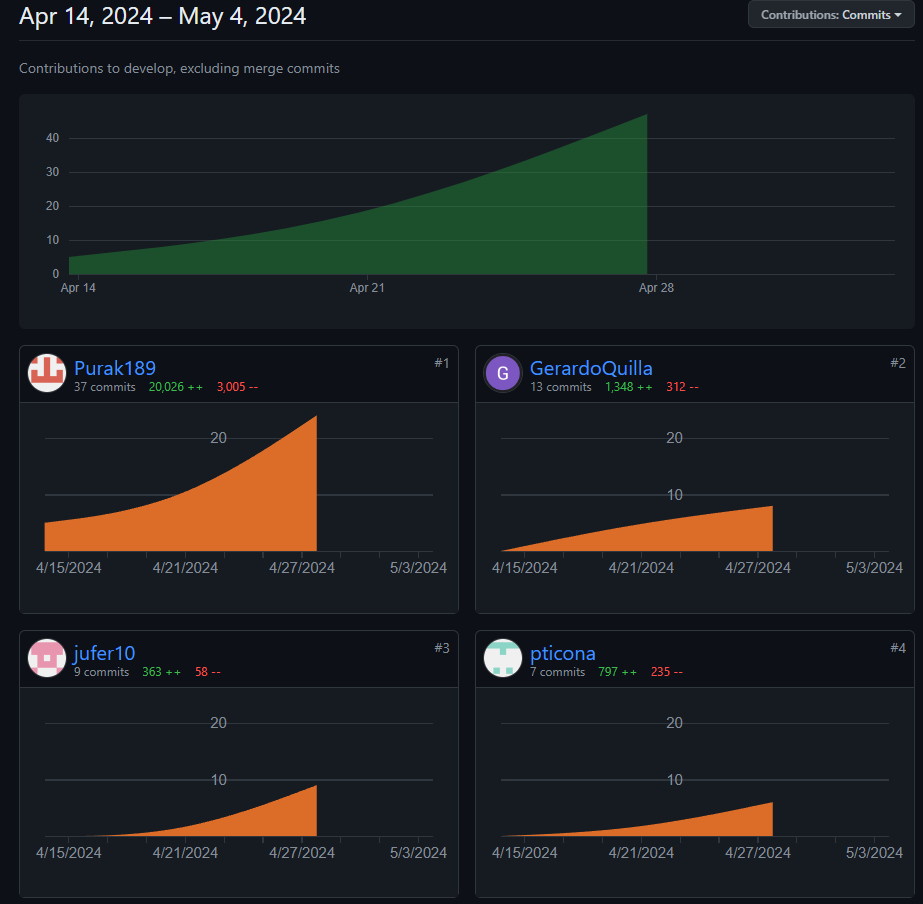 Apr 14, 2024 – May 4, 2024
Contributions: Commits
Contributions to develop, excluding merge commits
40
30
20
10
0
Apr 14 Apr 21 Apr 28
Purak189 #1
37 commits 20,026 ++ 3,005 --
20
4/15/2024 4/21/2024 4/27/2024 5/3/2024
G GerardoQuilla #2
13 commits 1,348 ++ 312 --
20
10
4/15/2024 4/21/2024 4/27/2024 5/3/2024
jufer10 #3
9 commits 363 ++ 58 --
20
10
4/15/2024 4/21/2024 4/27/2024 5/3/2024
pticona #4
7 commits 797 ++ 235 --
20
10
4/15/2024 4/21/2024 4/27/2024 5/3/2024